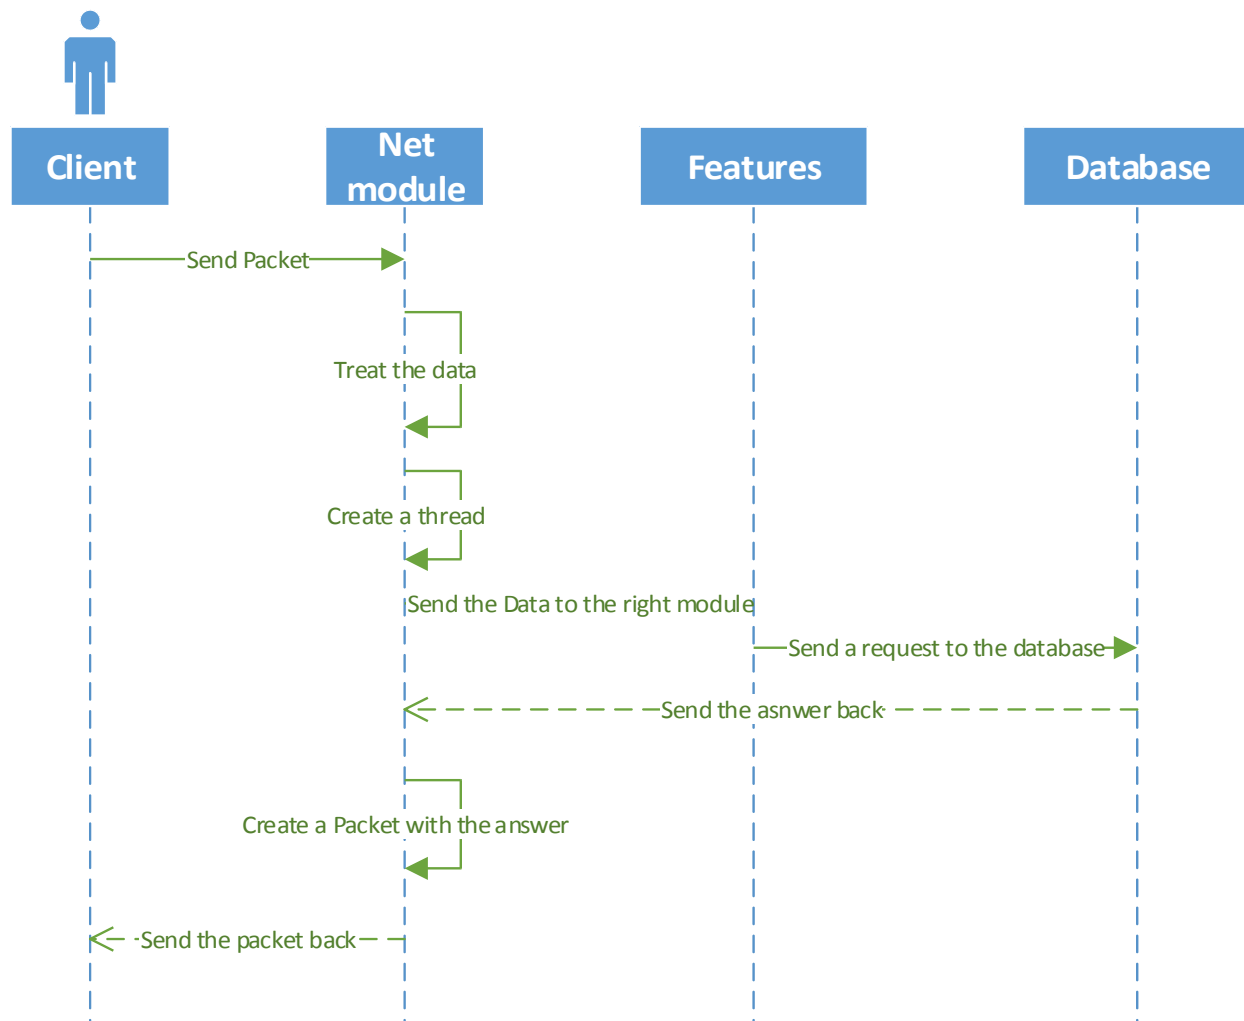 Client
Net
module
Features
Database
Send Packet
Treat the data
Create a thread
Send the Data to the right module
Send a request to the database
Send the asnwer back
Create a Packet with the answer
Send the packet back